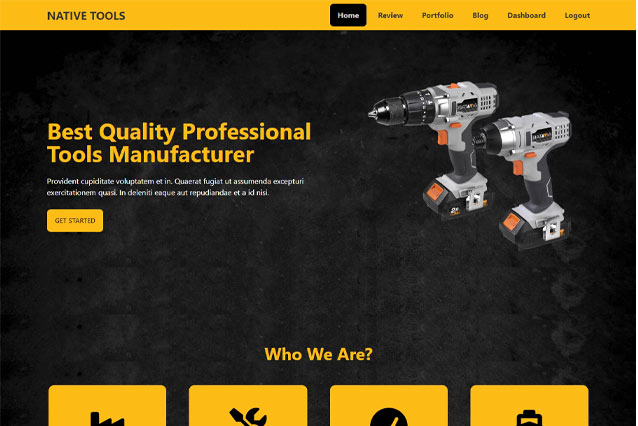 NATIVE TOOLS
Home Review Portfolio Blog Dashboard Logout
Best Quality Professional
Tools Manufacturer
Provident cupiditate voluptatem et in. Quaerat fugiat ut assumenda excepturi
exercitationem quasi. In deleniti eaque aut repudiandae et a id nisi.
GET STARTED
Who We Are?